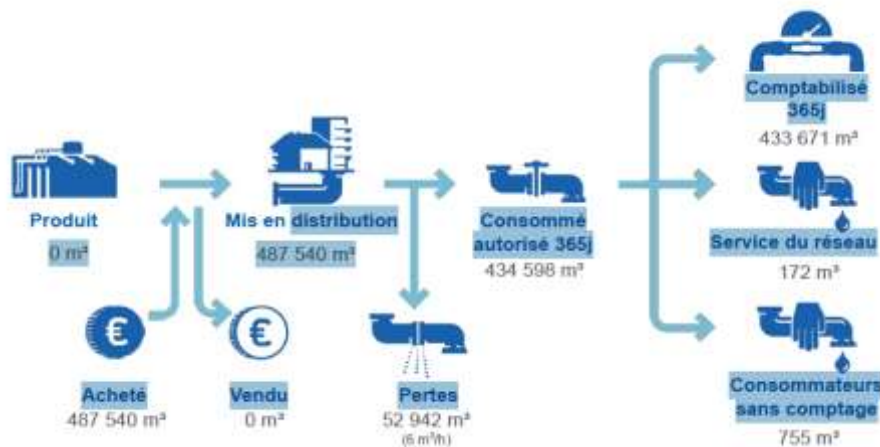 Produit
0 m³
Acheté
487 540 m³
Vendu
0 m³
Mis en distribution
487 540 m³
Pertes
52 942 m³
(6 m³/h)
Consommé
autorisé 365j
434 598 m³
Comptabilisé
365j
433 671 m³
Service du réseau
172 m³
Consommateurs
sans comptage
755 m³